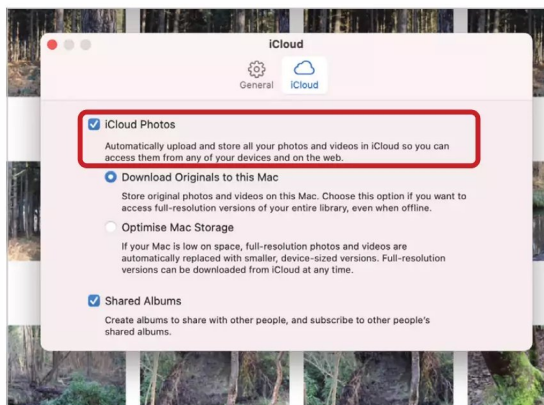 iCloud
General iCloud
iCloud Photos
Automatically upload and store all your photos and videos in iCloud so you can
access them from any of your devices and on the web.
Download Originals to this Mac
Store original photos and videos on this Mac. Choose this option if you want to
access full-resolution versions of your entire library, even when offline.
Optimise Mac Storage
If your Mac is low on space, full-resolution photos and videos are
automatically replaced with smaller, device-sized versions. Full-resolution
versions can be downloaded from iCloud at any time.
Shared Albums
Create albums to share with other people, and subscribe to other people's
shared albums.